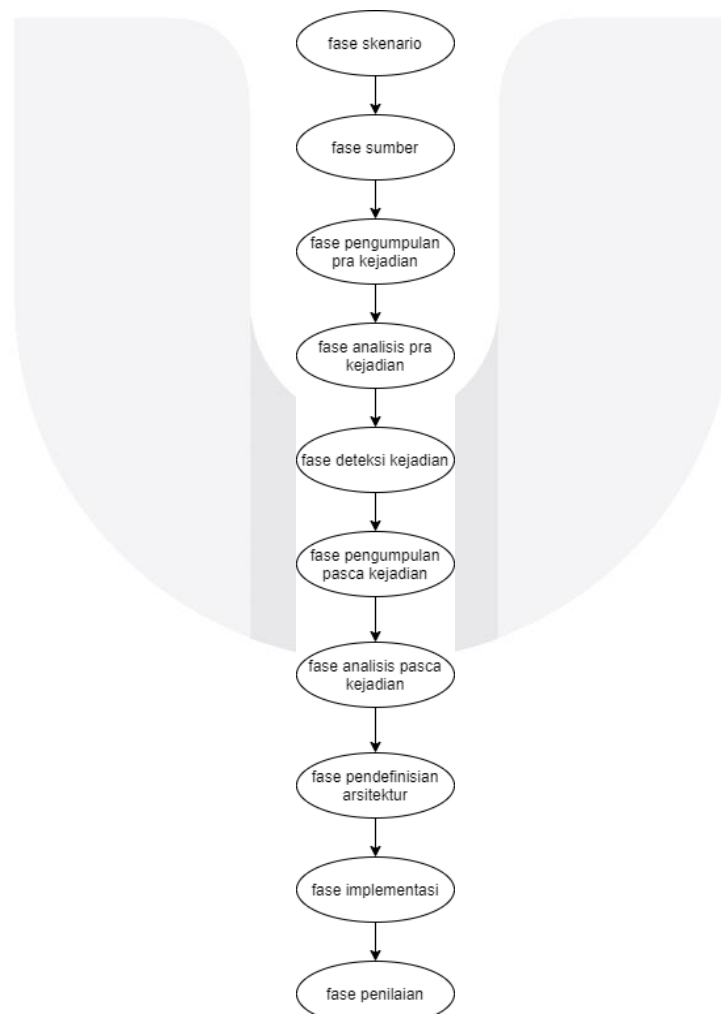 fase skenario
fase sumber
fase pengumpulan
pra kejadian
fase analisis pra
kejadian
fase deteksi kejadian
fase pengumpulan
pasca kejadian
fase analisis pasca
kejadian
fase pendefinisian
arsitektur
fase implementasi
fase penilaian